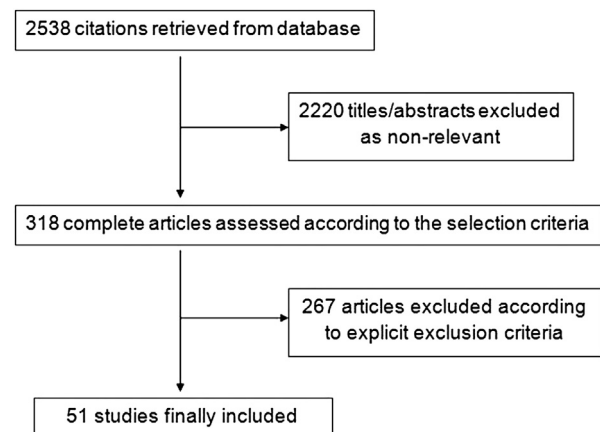 2538 citations retrieved from database
2220 titles/abstracts excluded
as non-relevant
318 complete articles assessed according to the selection criteria
267 articles excluded according
to explicit exclusion criteria
51 studies finally included